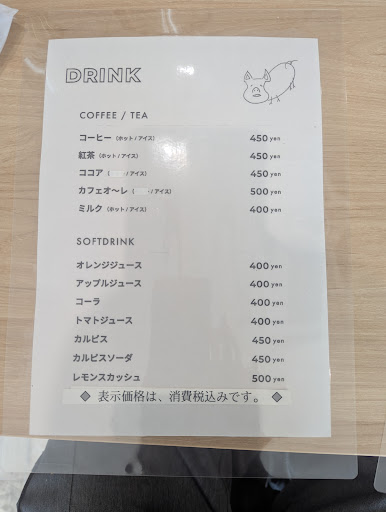 DRINK
COFFEE / TEA
コーヒー（ホット / アイス） 450 yen
紅茶（ホット / アイス） 450 yen
ココア（ / アイス） 450 yen
カフェオ〜レ（ / アイス） 500 yen
ミルク（ホット / アイス） 400 yen
SOFTDRINK
オレンジジュース 400 yen
アップルジュース 400 yen
コーラ 400 yen
トマトジュース 400 yen
カルピス 450 yen
カルピスソーダ 450 yen
レモンスカッシュ 500 yen
◆ 表示価格は、消費税込みです。 ◆